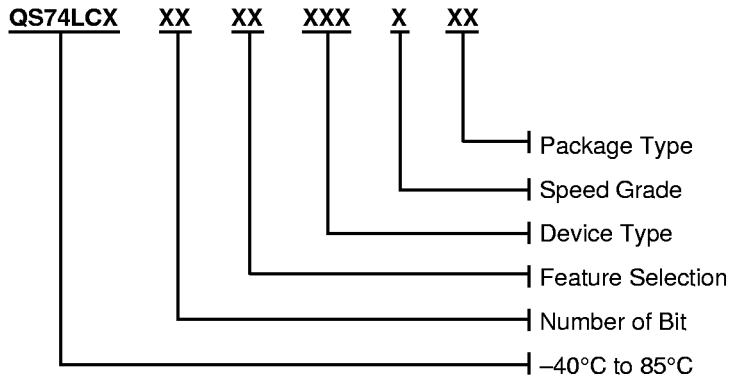 QS74LCX XX XX XXX X XX
Package Type
Speed Grade
Device Type
Feature Selection
Number of Bit
–40°C to 85°C